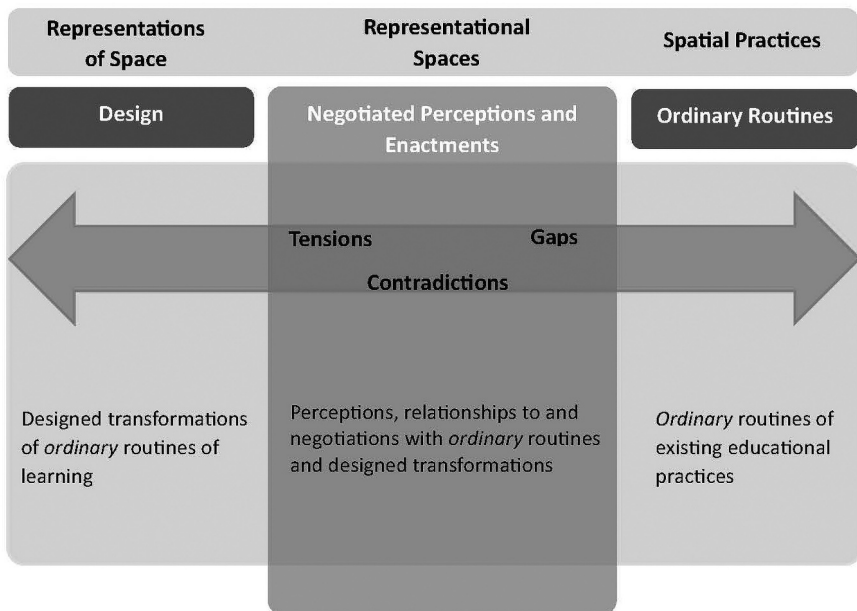 Representations
of Space
Representational
Spaces
Spatial Practices
Design
Negotiated Perceptions and
Enactments
Ordinary Routines
Tensions
Gaps
Contradictions
Designed transformations
of ordinary routines of
learning
Perceptions, relationships to and
negotiations with ordinary routines
and designed transformations
Ordinary routines of
existing educational
practices